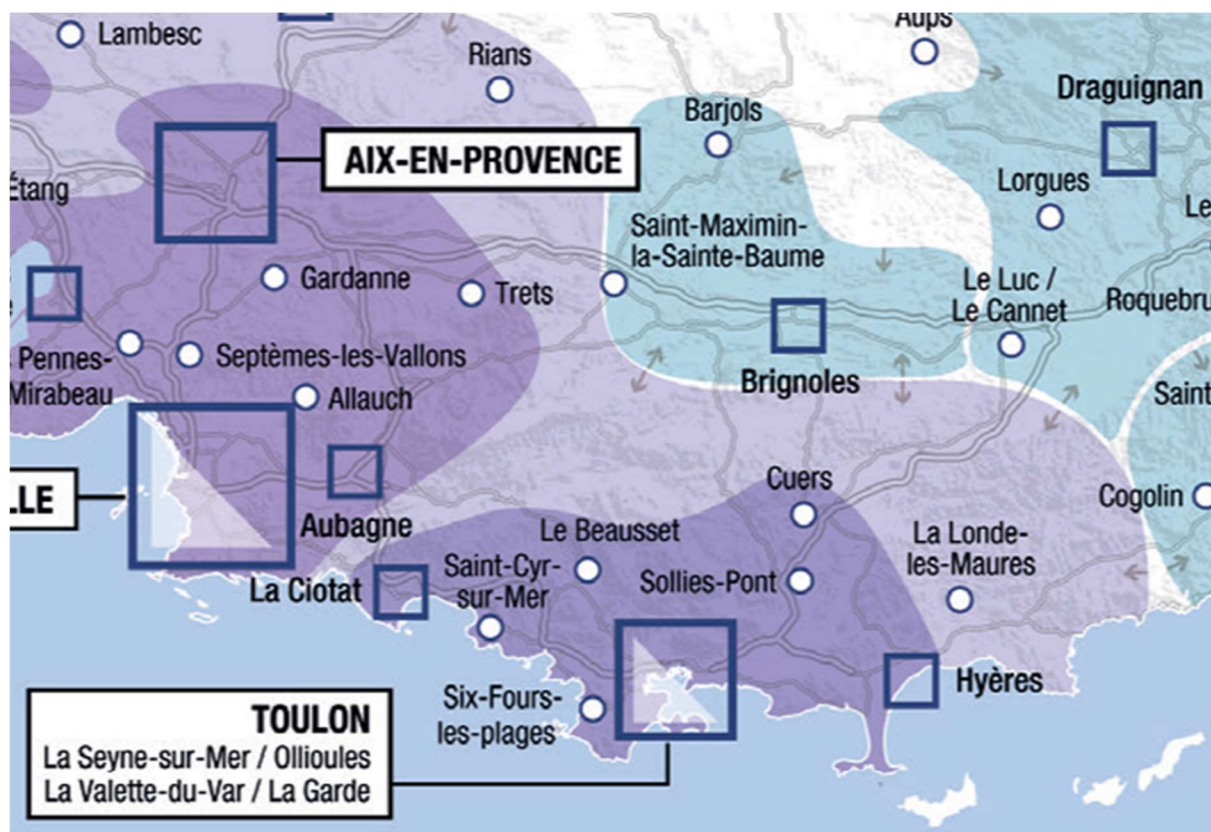 Aups
Lambesc
Rians
Draguignan
Barjols
AIX-EN-PROVENCE
Étang
Lorgues
Le
Saint-Maximin-
la-Sainte-Baume
Gardanne
Trets
Le Luc /
Le Cannet
Roquebru
Pennes-
Mirabeau
Septèmes-les-Vallons
Allauch
Brignoles
Saint
LLE
Aubagne
Cuers
Cogolin
Le Beausset
La Londe-
les-Maures
La Ciotat
Saint-Cyr-
sur-Mer
Sollies-Pont
Hyères
Six-Fours-
les-plages
TOULON
La Seyne-sur-Mer / Ollioules
La Valette-du-Var / La Garde